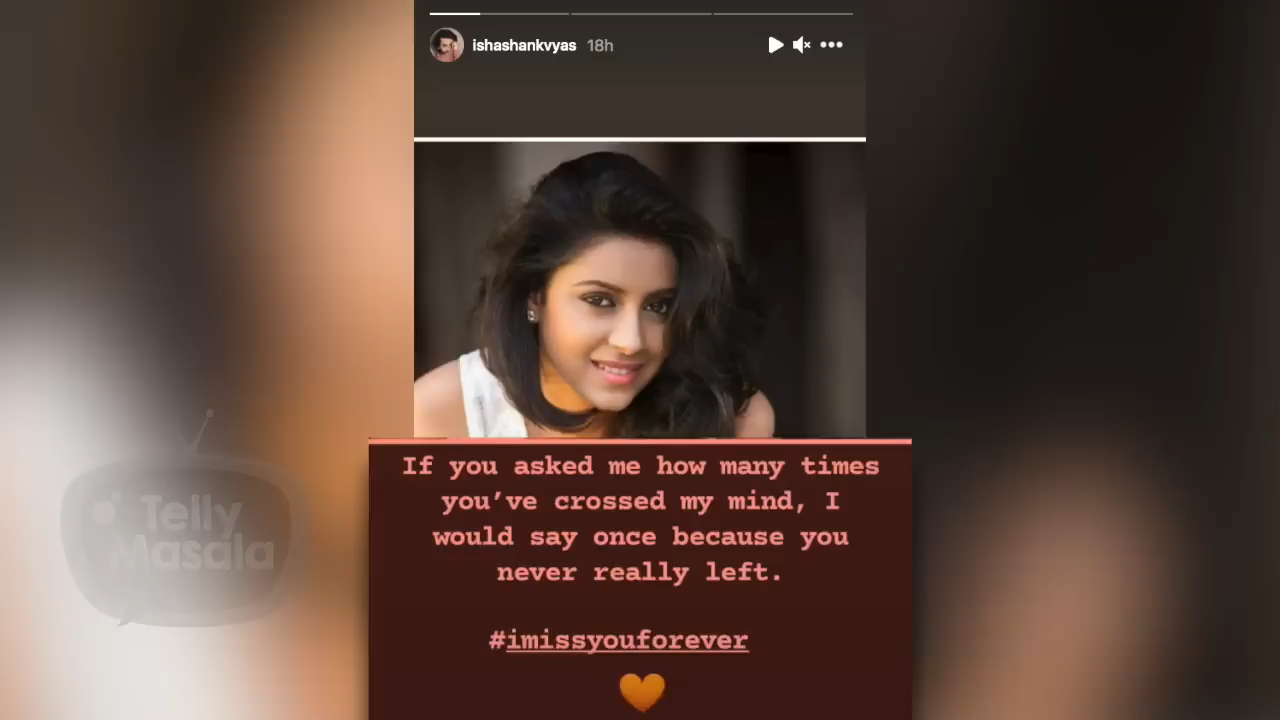 ishashankvyas 18h
If you asked me how many times
you’ve crossed my mind, I
would say once because you
never really left.
#imissyouforever
Telly
Masala